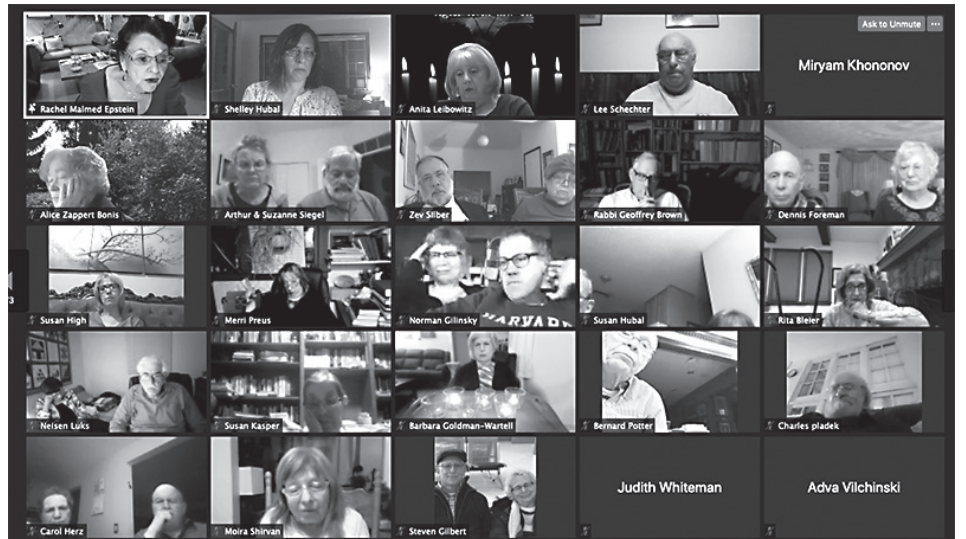 Ask to Unmute ...
Rachel Malmed Epstein
Shelley Hubal
Anita Leibowitz
Lee Schechter
Miryam Khononov
Alice Zappert Bonis
Arthur & Suzanne Siegel
Zev Silber
Rabbi Geoffrey Brown
Dennis Foreman
Susan High
Merri Preus
Norman Gilinsky
HARVARD
Susan Hubal
Rita Bleier
Nelsen Luks
Susan Kasper
Barbara Goldman-Wartell
Bernard Potter
Charles pladek
Carol Herz
Moira Shirvan
Steven Gilbert
Judith Whiteman
Adva Vilchinski